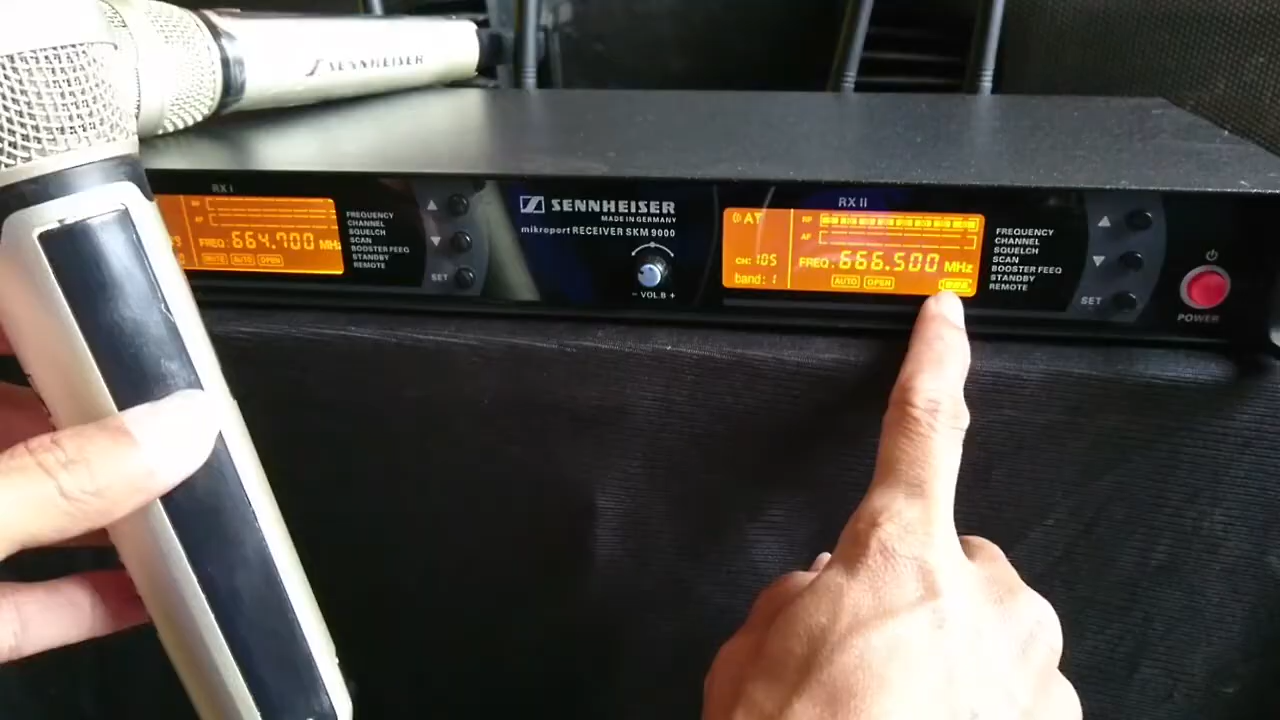 SENNHEISER
RX I
RF
AF
FREQ. 664.700 MHz
MUTE AUTO OPEN
FREQUENCY
CHANNEL
SQUELCH
SCAN
BOOSTER FEEQ
STANDBY
REMOTE
SET
SENNHEISER
MADE IN GERMANY
mikroport RECEIVER SKM 9000
− VOL.B +
RX II
AT
RF
AF
CH: 105
FREQ. 666.500 MHz
band: 1
AUTO OPEN
FREQUENCY
CHANNEL
SQUELCH
SCAN
BOOSTER FEEQ
STANDBY
REMOTE
SET
POWER